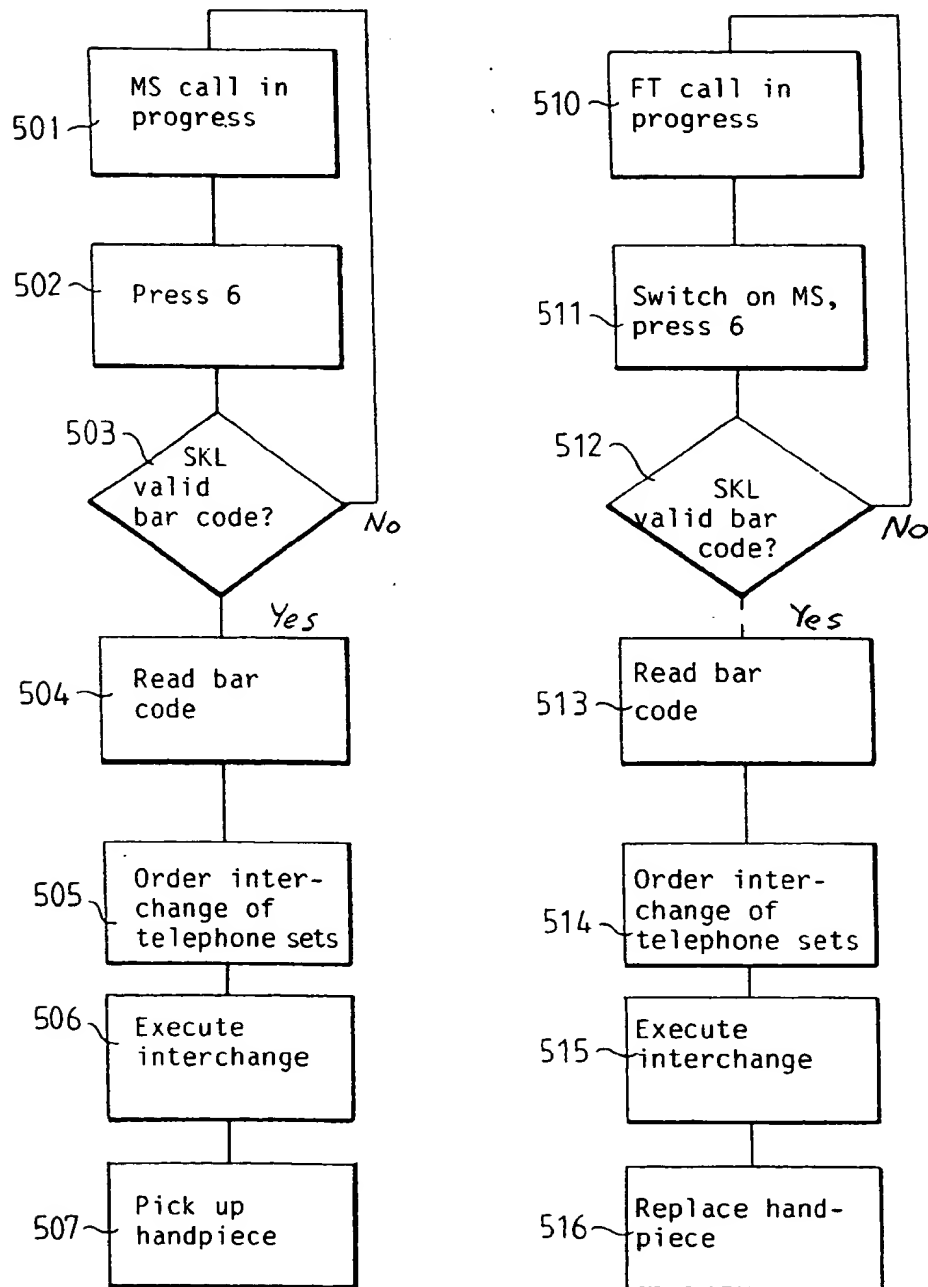 501
MS call in
progress
502
Press 6
503
SKL
valid
bar code?
No
Yes
504
Read bar
code
505
Order inter-
change of
telephone sets
506
Execute
interchange
507
Pick up
handpiece
510
FT call in
progress
511
Switch on MS,
press 6
512
SKL
valid bar
code?
No
Yes
513
Read bar
code
514
Order inter-
change of
telephone sets
515
Execute
interchange
516
Replace hand-
piece